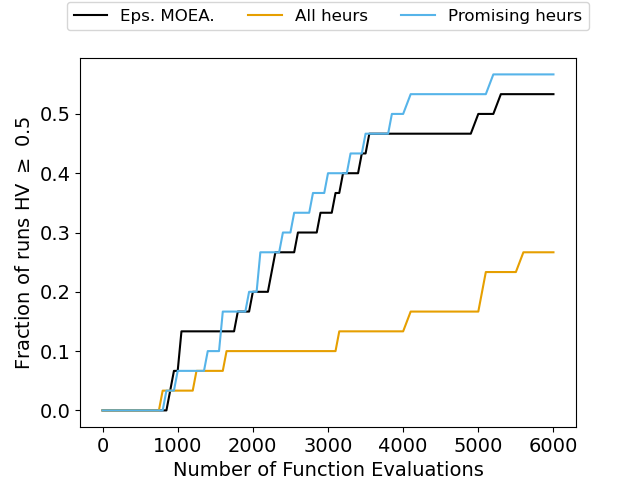 Eps. MOEA. All heurs Promising heurs
Fraction of runs HV ≥ 0.5
0.5
0.4
0.3
0.2
0.1
0.0
0 1000 2000 3000 4000 5000 6000
Number of Function Evaluations